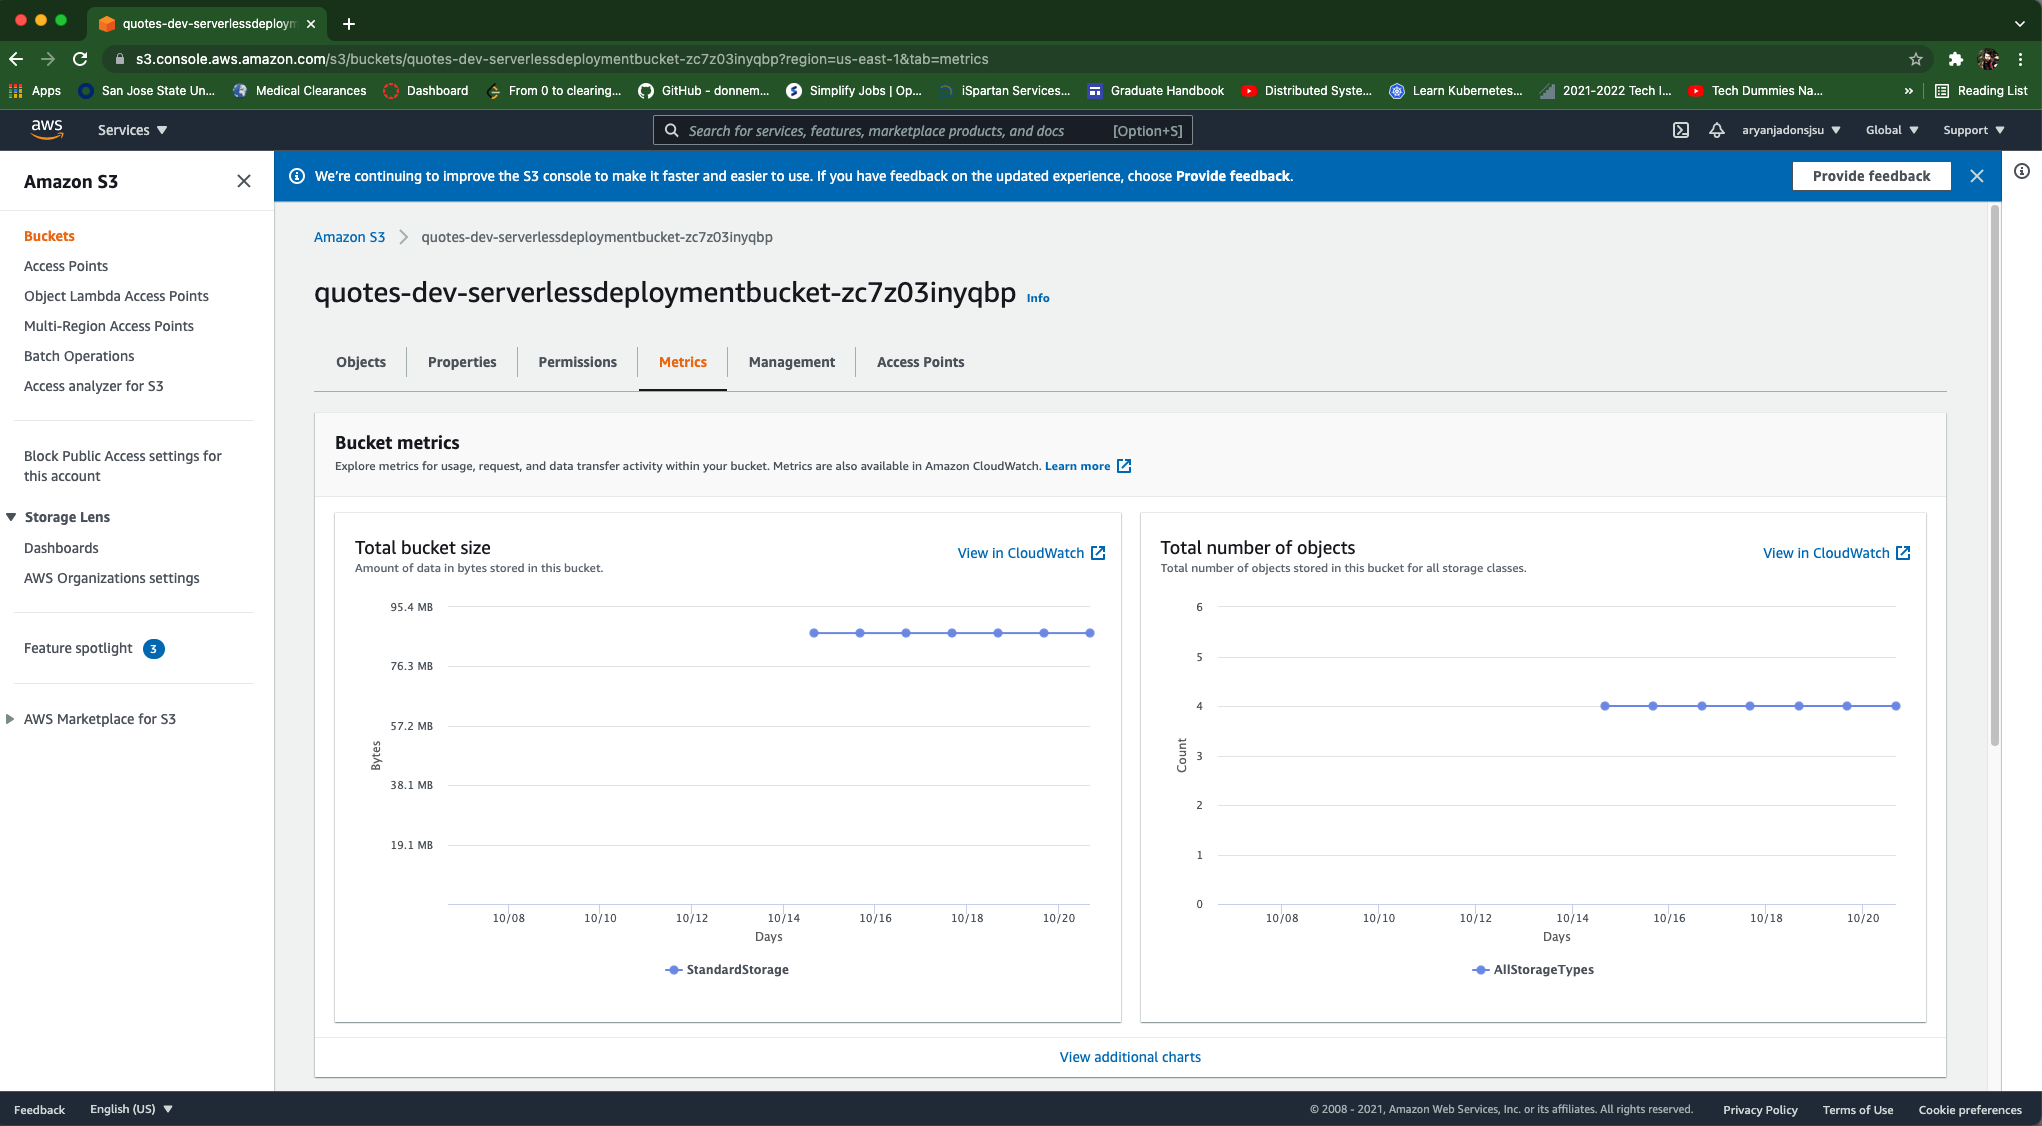 quotes-dev-serverlessdeploym
s3.console.aws.amazon.com/s3/buckets/quotes-dev-serverlessdeploymentbucket-zc7z03inyqbp?region=us-east-1&tab=metrics
Apps San Jose State Un... Medical Clearances Dashboard From 0 to clearing... GitHub - donnem... Simplify Jobs | Op... iSpartan Services... Graduate Handbook Distributed Syste... Learn Kubernetes... 2021-2022 Tech I... Tech Dummies Na... » Reading List
aws Services Search for services, features, marketplace products, and docs [Option+S] aryanjadonsjsu Global Support
Amazon S3
We're continuing to improve the S3 console to make it faster and easier to use. If you have feedback on the updated experience, choose Provide feedback.
Provide feedback
Buckets
Access Points
Object Lambda Access Points
Multi-Region Access Points
Batch Operations
Access analyzer for S3
Block Public Access settings for
this account
Storage Lens
Dashboards
AWS Organizations settings
Feature spotlight 3
AWS Marketplace for S3
Amazon S3 quotes-dev-serverlessdeploymentbucket-zc7z03inyqbp
quotes-dev-serverlessdeploymentbucket-zc7z03inyqbp Info
Objects Properties Permissions Metrics Management Access Points
Bucket metrics
Explore metrics for usage, request, and data transfer activity within your bucket. Metrics are also available in Amazon CloudWatch. Learn more
Total bucket size
View in CloudWatch
Amount of data in bytes stored in this bucket.
95.4 MB
76.3 MB
57.2 MB
38.1 MB
19.1 MB
Bytes
10/08 10/10 10/12 10/14 10/16 10/18 10/20
Days
StandardStorage
Total number of objects
View in CloudWatch
Total number of objects stored in this bucket for all storage classes.
6
5
4
3
2
1
0
Count
10/08 10/10 10/12 10/14 10/16 10/18 10/20
Days
AllStorageTypes
View additional charts
Feedback English (US) © 2008 - 2021, Amazon Web Services, Inc. or its affiliates. All rights reserved. Privacy Policy Terms of Use Cookie preferences